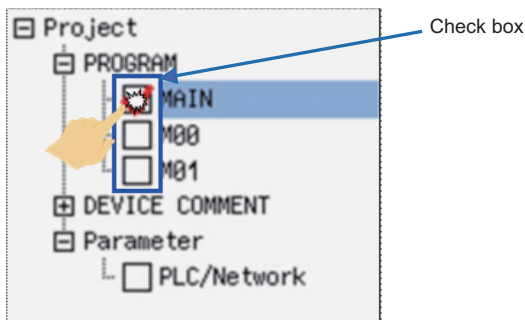 Project
Check box
PROGRAM
MAIN
M00
M01
DEVICE COMMENT
Parameter
PLC/Network